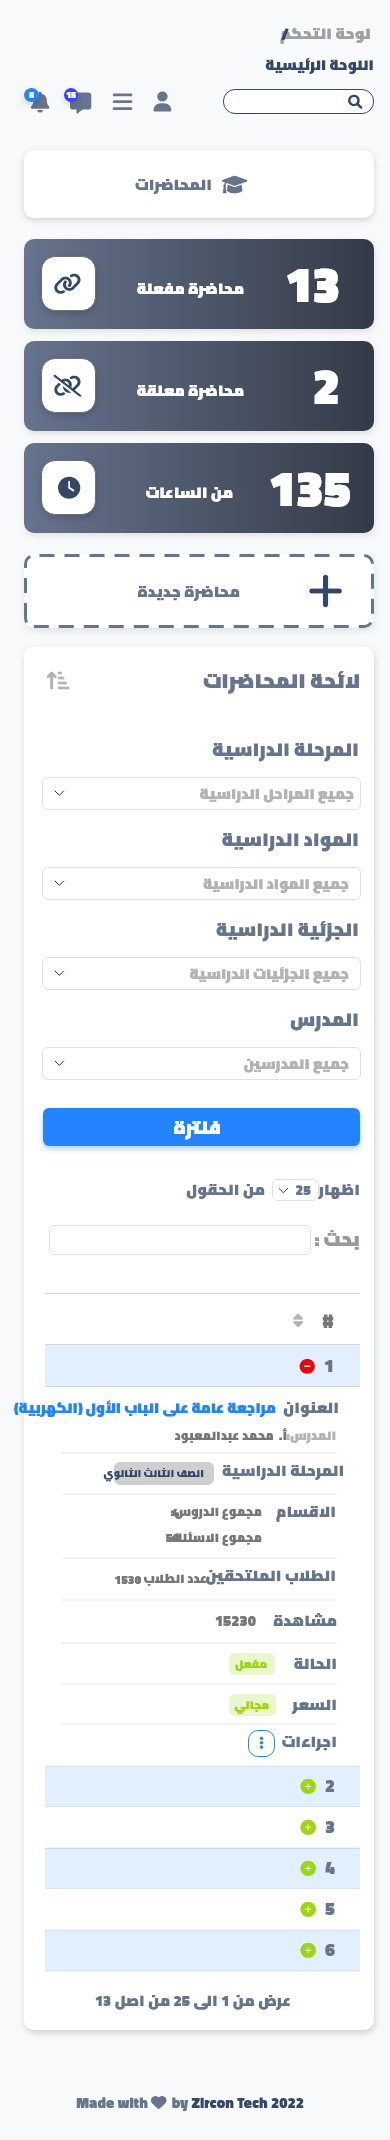 لوحة التحكم /
اللوحة الرئيسية
5
15
المحاضرات
13 محاضرة مفعلة
2 محاضرة معلقة
135 من الساعات
محاضرة جديدة
لائحة المحاضرات
المرحلة الدراسية
جميع المراحل الدراسية
المواد الدراسية
جميع المواد الدراسية
الجزئية الدراسية
جميع الجزئيات الدراسية
المدرس
جميع المدرسين
فلترة
اظهار 25 من الحقول
بحث :
#
1
العنوان مراجعة عامة على الباب الأول (الكهربية)
المدرس: أ. محمد عبدالمعبود
المرحلة الدراسية الصف الثالث الثانوي
الاقسام مجموع الدروس:
مجموع الاسئلة:
الطلاب الملتحقين عدد الطلاب 1530
مشاهدة 15230
الحالة مفعل
السعر مجاني
اجراءات
2
3
4
5
6
عرض من 1 الى 25 من اصل 13
Made with by Zircon Tech 2022